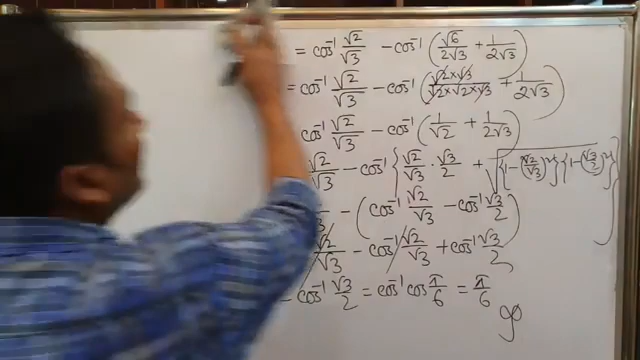 = cos⁻¹ √2/√3 - cos⁻¹ (√6/2√3 + 1/2√3)
= cos⁻¹ √2/√3 - cos⁻¹ (√2×√3/√2×√2×√3 + 1/2√3)
cos⁻¹ √2/√3 - cos⁻¹ (1/√2 + 1/2√3)
√2/√3 - cos⁻¹ {√2/√3 · √3/2 + √{1-(√2/√3)²}{1-(√3/2)²}}
- (cos⁻¹ √2/√3 - cos⁻¹ √3/2)
√2/√3 - cos⁻¹ √2/√3 + cos⁻¹ √3/2
cos⁻¹ √3/2 = cos⁻¹ cos π/6 = π/6